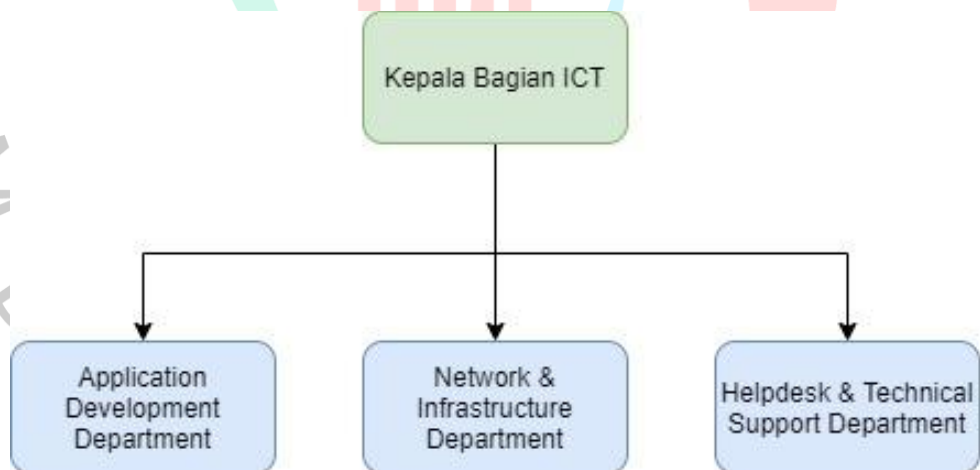 Kepala Bagian ICT
Application
Development
Department
Network &
Infrastructure
Department
Helpdesk & Technical
Support Department